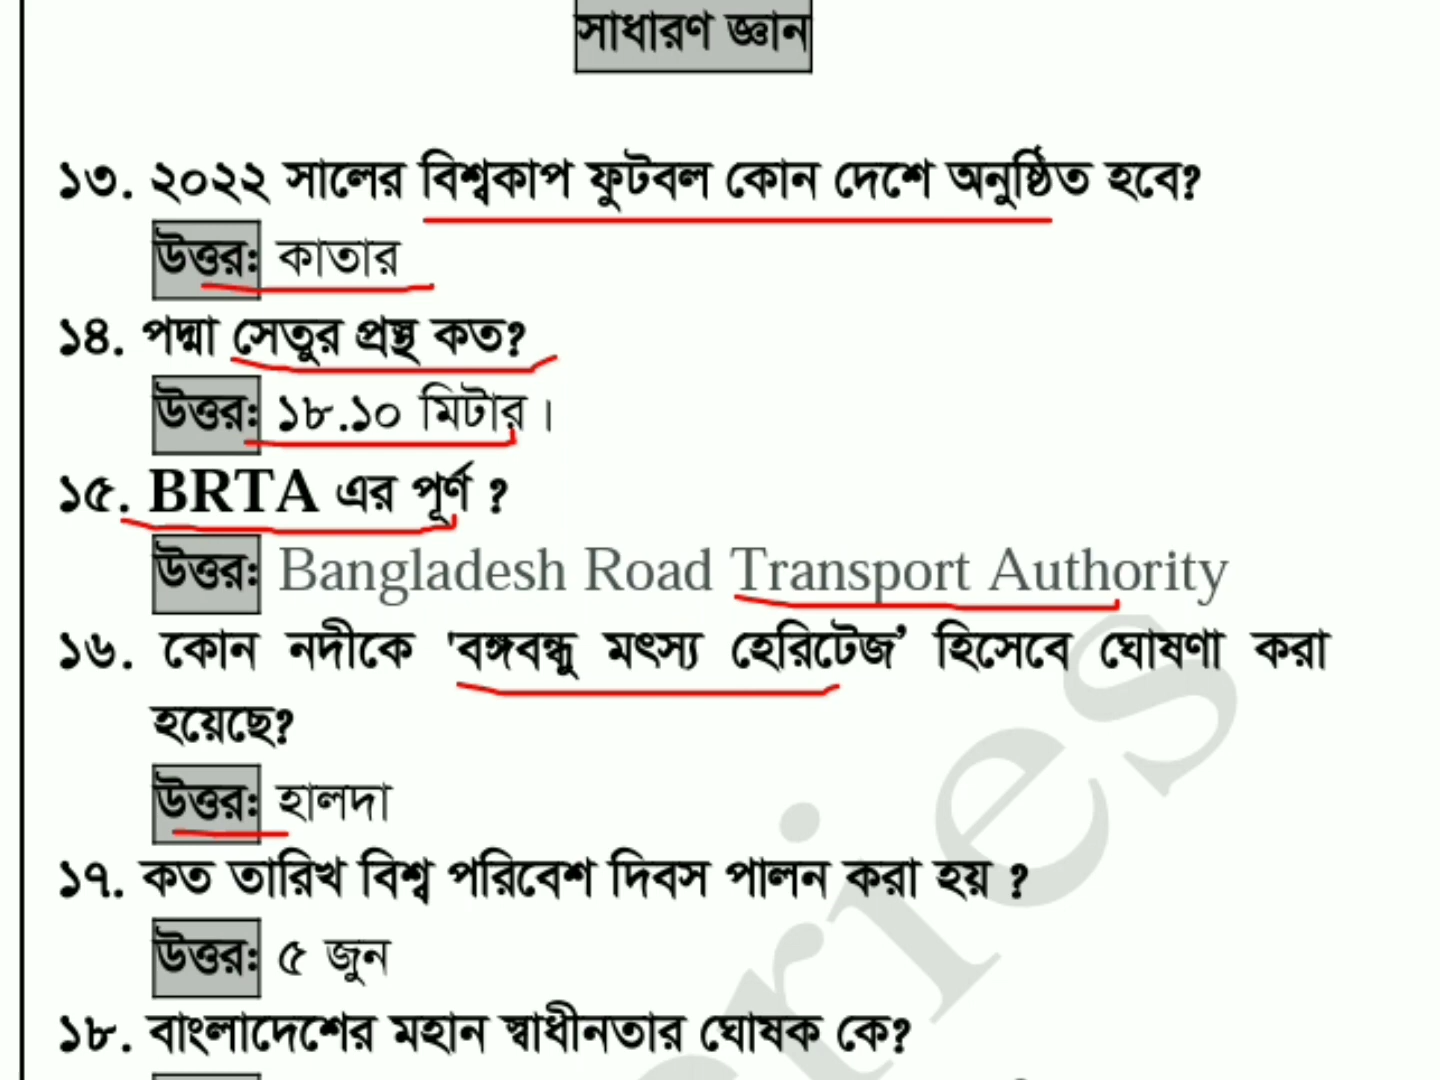 সাধারণ জ্ঞান
১৩. ২০২২ সালের বিশ্বকাপ ফুটবল কোন দেশে অনুষ্ঠিত হবে?
উত্তর: কাতার
১৪. পদ্মা সেতুর প্রস্থ কত?
উত্তর: ১৮.১০ মিটার।
১৫. BRTA এর পূর্ণ ?
উত্তর: Bangladesh Road Transport Authority
১৬. কোন নদীকে 'বঙ্গবন্ধু মৎস্য হেরিটেজ’ হিসেবে ঘোষণা করা
হয়েছে?
উত্তর: হালদা
১৭. কত তারিখ বিশ্ব পরিবেশ দিবস পালন করা হয় ?
উত্তর: ৫ জুন
১৮. বাংলাদেশের মহান স্বাধীনতার ঘোষক কে?